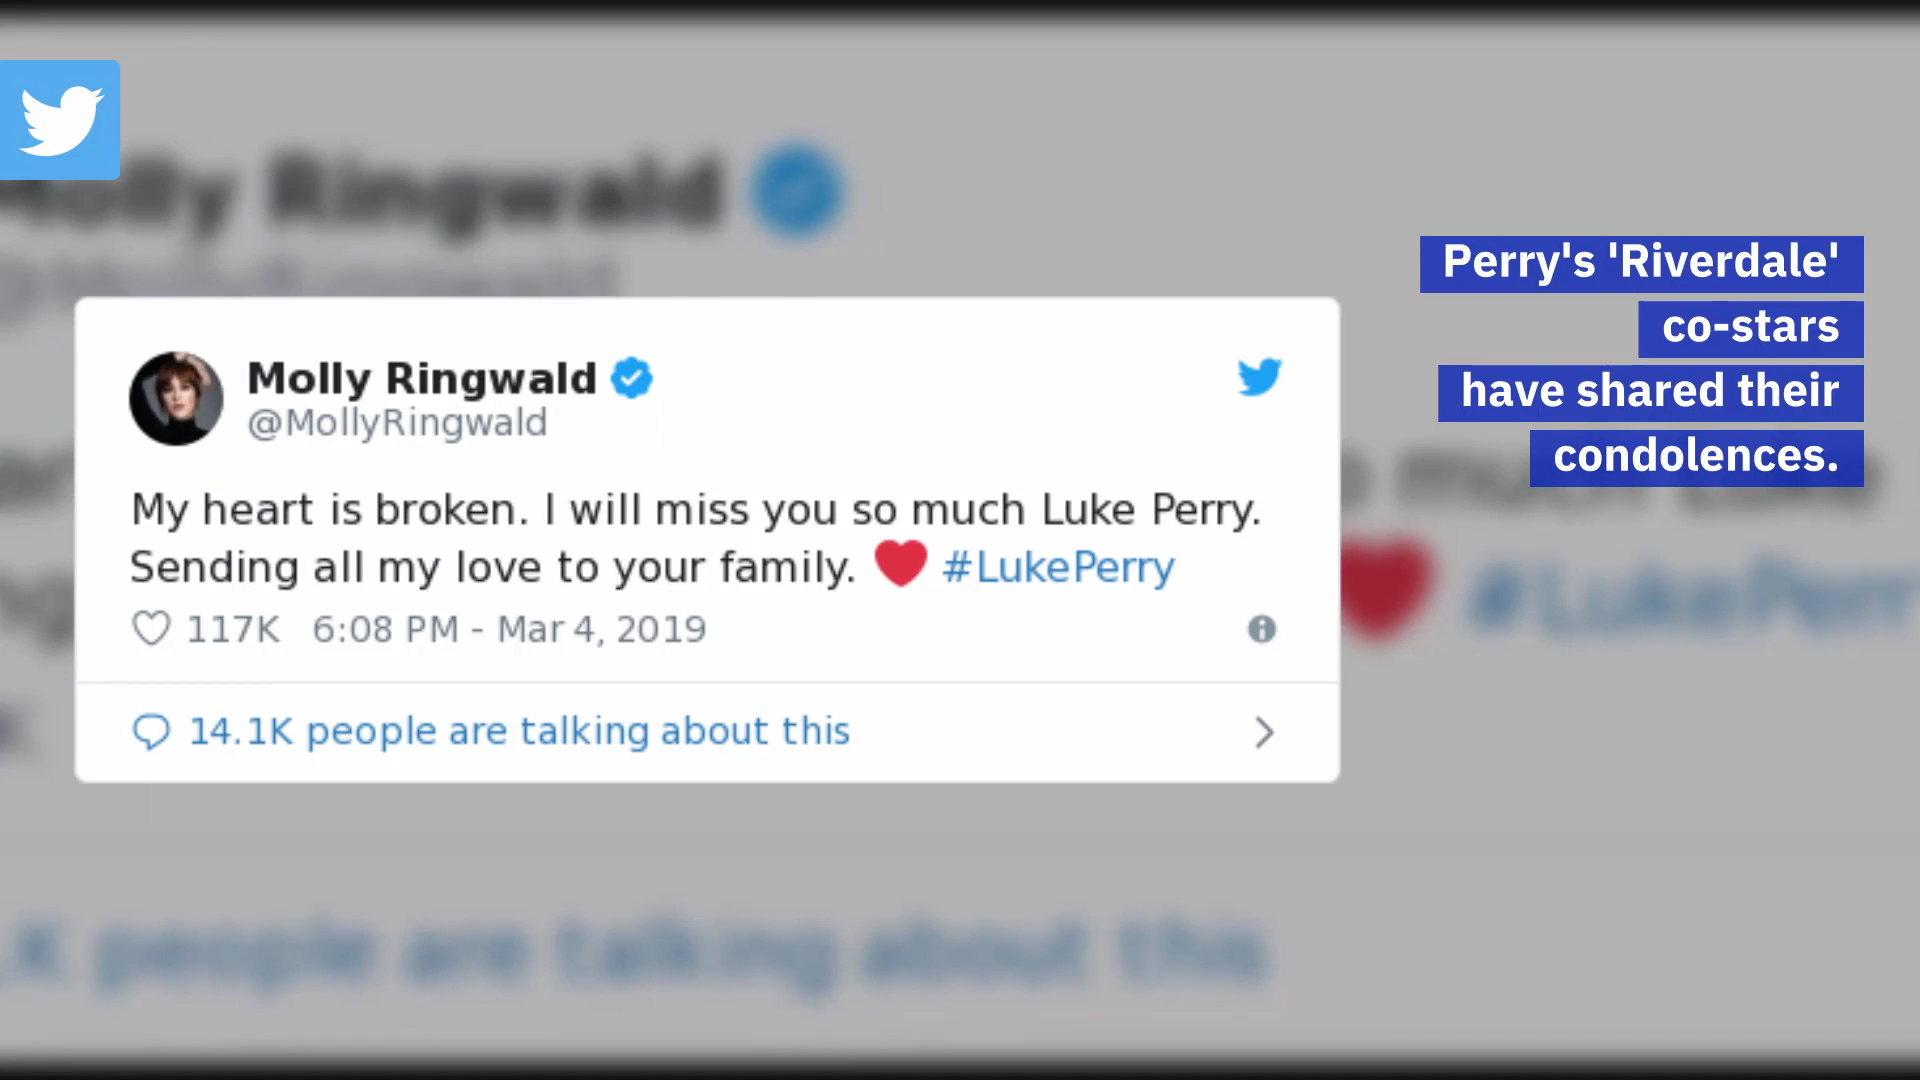 Molly Ringwald
@MollyRingwald
My heart is broken. I will miss you so much Luke Perry.
Sending all my love to your family. ❤ #LukePerry
117K 6:08 PM - Mar 4, 2019
14.1K people are talking about this
Perry's 'Riverdale'
co-stars
have shared their
condolences.